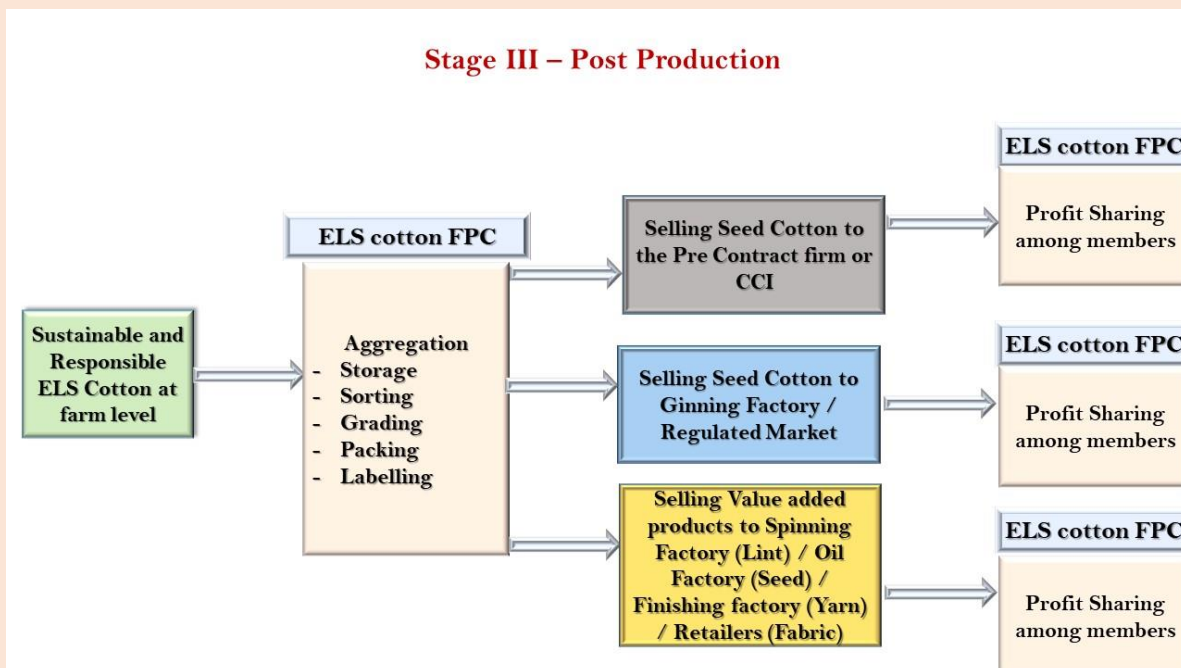 Stage III – Post Production
Sustainable and
Responsible
ELS Cotton at
farm level
ELS cotton FPC
Aggregation
- Storage
- Sorting
- Grading
- Packing
- Labelling
Selling Seed Cotton to
the Pre Contract firm or
CCI
ELS cotton FPC
Profit Sharing
among members
Selling Seed Cotton to
Ginning Factory /
Regulated Market
ELS cotton FPC
Profit Sharing
among members
Selling Value added
products to Spinning
Factory (Lint) / Oil
Factory (Seed) /
Finishing factory (Yarn)
/ Retailers (Fabric)
ELS cotton FPC
Profit Sharing
among members